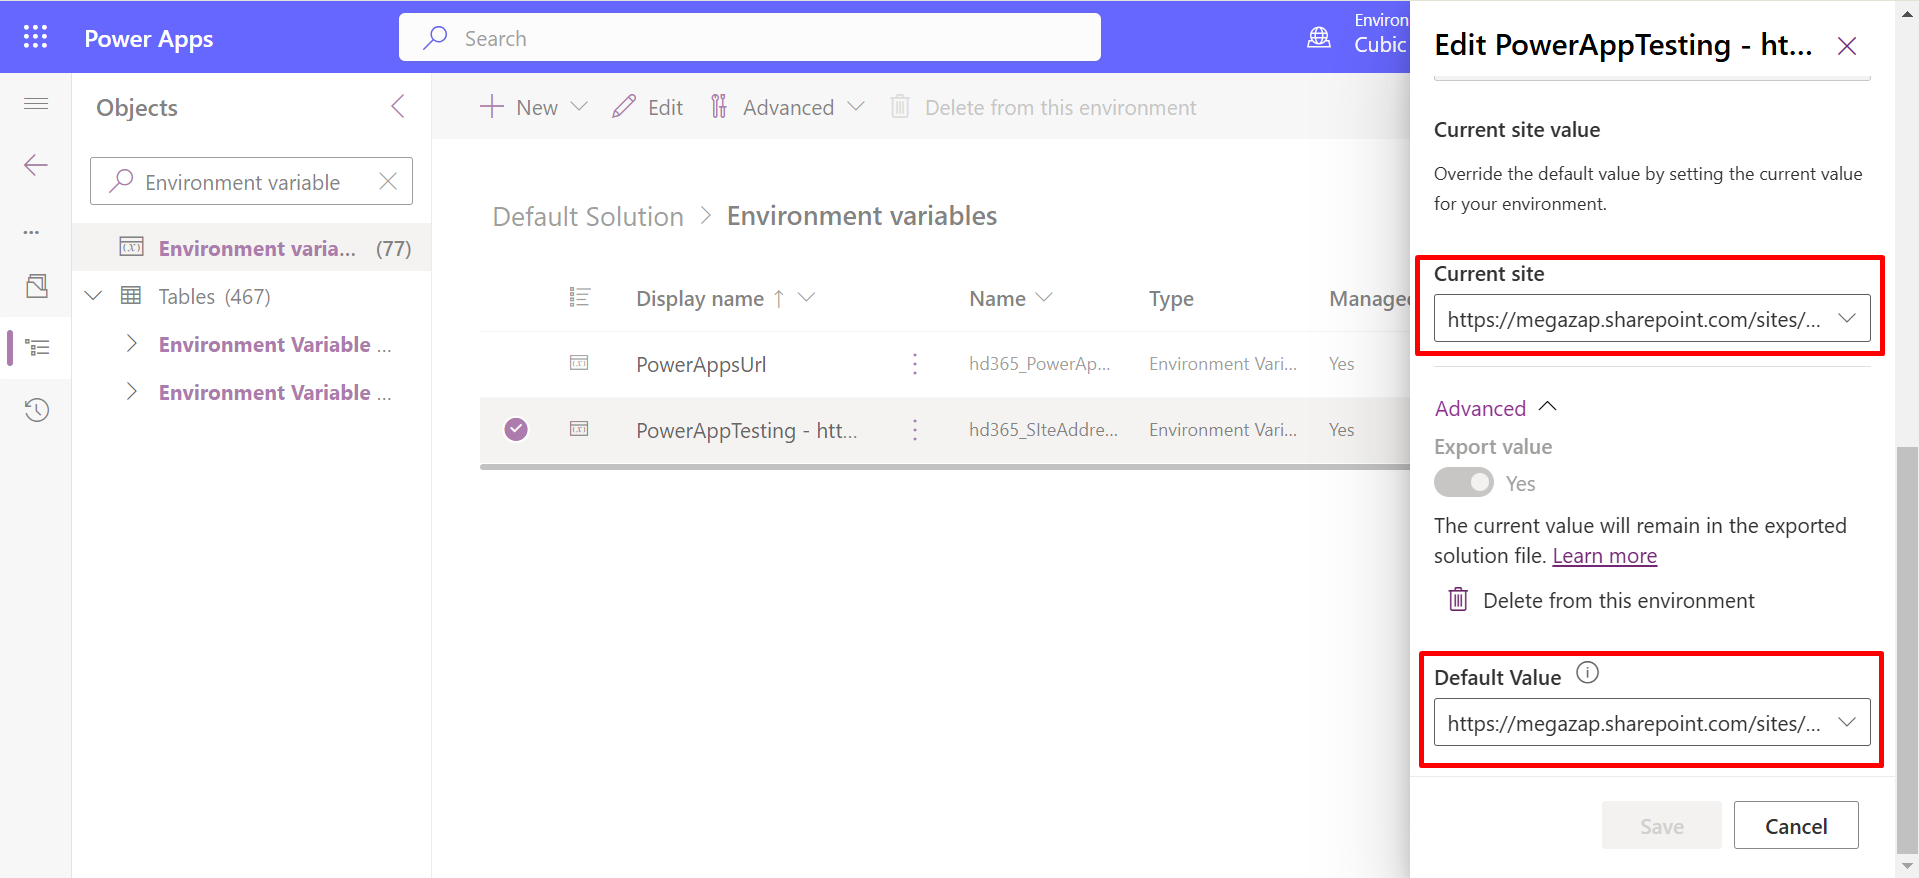 Power Apps
Search
Environ
Cubic
Objects
Environment variable
Environment varia... (77)
Tables (467)
Environment Variable ...
Environment Variable ...
New
Edit
Advanced
Delete from this environment
Default Solution > Environment variables
Display name ↑ Name Type Managed
PowerAppsUrl hd365_PowerAp... Environment Vari... Yes
PowerAppTesting - htt... hd365_SIteAddre... Environment Vari... Yes
Edit PowerAppTesting - ht...
Current site value
Override the default value by setting the current value
for your environment.
Current site
https://megazap.sharepoint.com/sites/...
Advanced
Export value
Yes
The current value will remain in the exported
solution file. Learn more
Delete from this environment
Default Value
https://megazap.sharepoint.com/sites/...
Save
Cancel